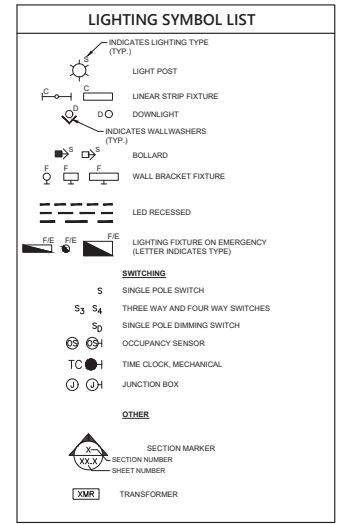 LIGHTING SYMBOL LIST
INDICATES LIGHTING TYPE
(TYP.)
S
LIGHT POST
C C
LINEAR STRIP FIXTURE
D D
DOWNLIGHT
INDICATES WALLWASHERS
(TYP.)
S S
BOLLARD
F F F
WALL BRACKET FIXTURE
LED RECESSED
F/E F/E F/E
LIGHTING FIXTURE ON EMERGENCY
(LETTER INDICATES TYPE)
SWITCHING
S SINGLE POLE SWITCH
S3 S4 THREE WAY AND FOUR WAY SWITCHES
SD SINGLE POLE DIMMING SWITCH
OS OS OCCUPANCY SENSOR
TC TIME CLOCK, MECHANICAL
J J JUNCTION BOX
OTHER
X SECTION MARKER
SECTION NUMBER
XX.X
SHEET NUMBER
XMR TRANSFORMER